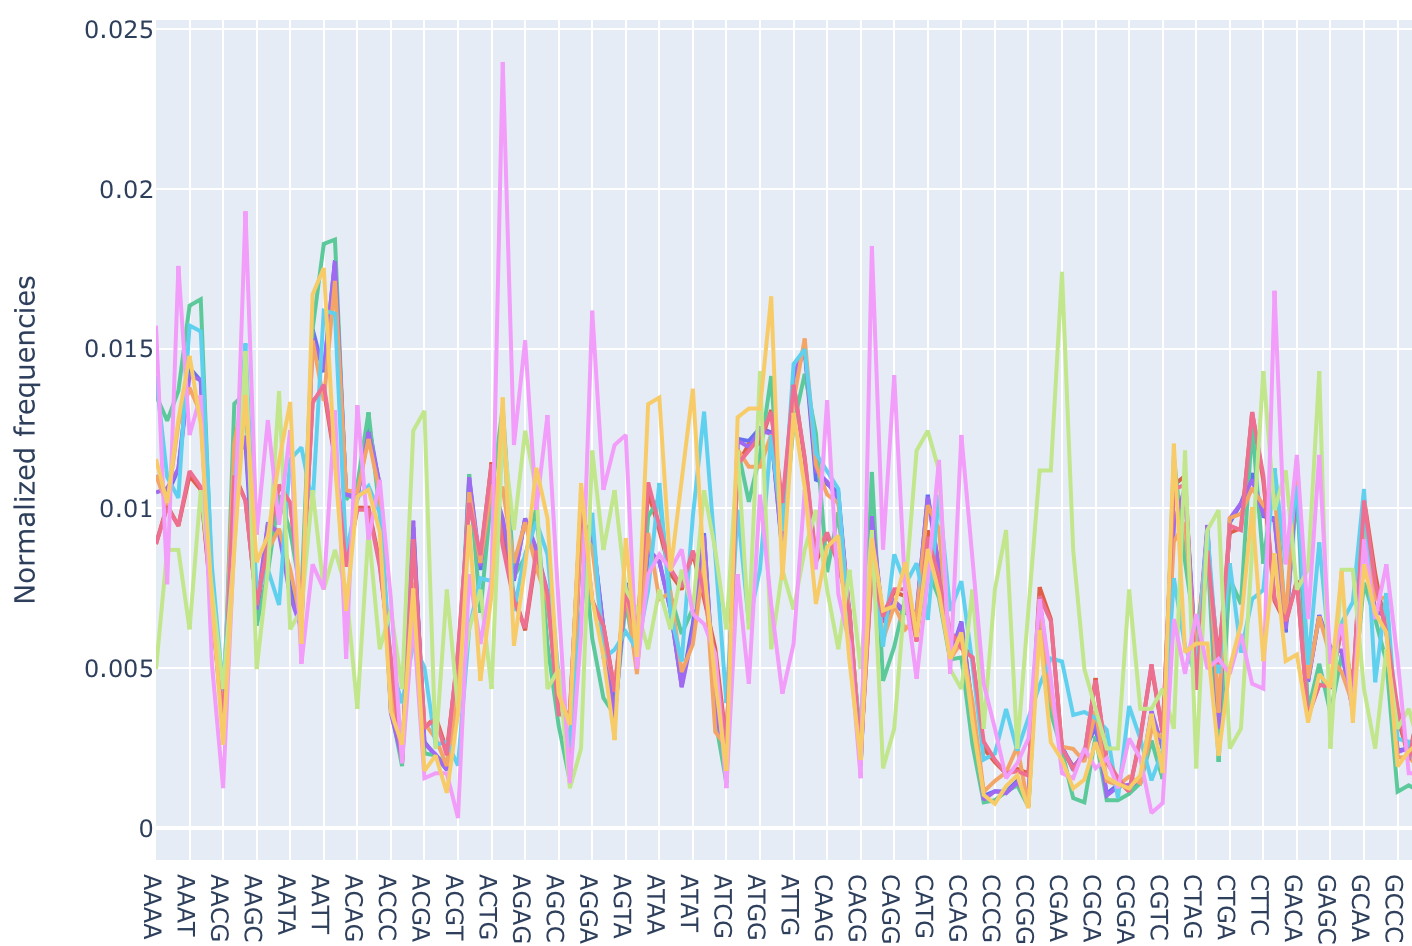 Normalized frequencies
0.025
0.02
0.015
0.01
0.005
0
AAAA
AAAT
AACG
AAGC
AATA
AATT
ACAG
ACCC
ACGA
ACGT
ACTG
AGAG
AGCC
AGGA
AGTA
ATAA
ATAT
ATCG
ATGG
ATTG
CAAG
CACG
CAGG
CATG
CCAG
CCCG
CCGG
CGAA
CGCA
CGGA
CGTC
CTAG
CTGA
CTTC
GACA
GAGC
GCAA
GCCC